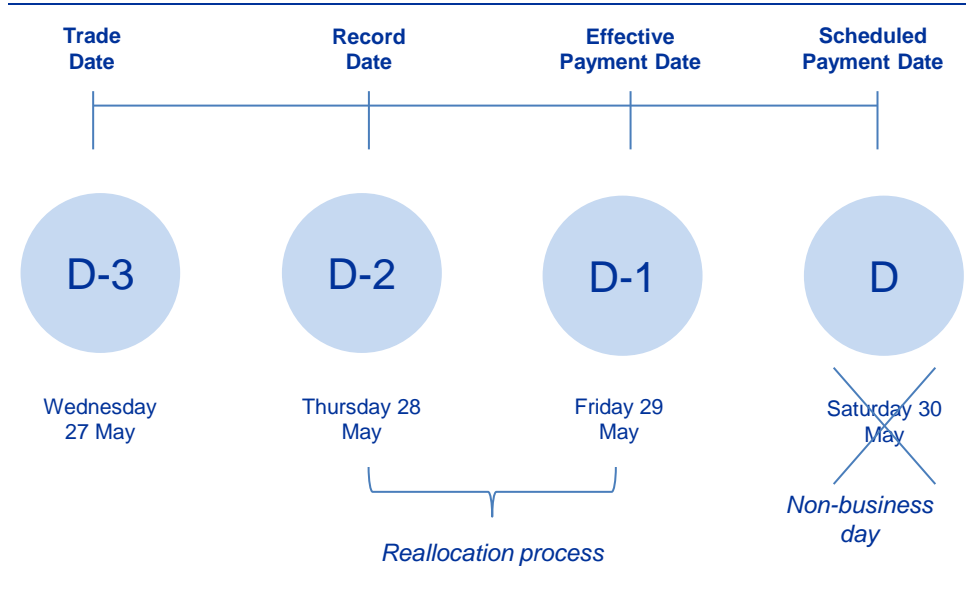 Trade
Date
Record
Date
Effective
Payment Date
Scheduled
Payment Date
D-3
D-2
D-1
D
Wednesday
27 May
Thursday 28
May
Friday 29
May
Saturday 30
May
Non-business
day
Reallocation process